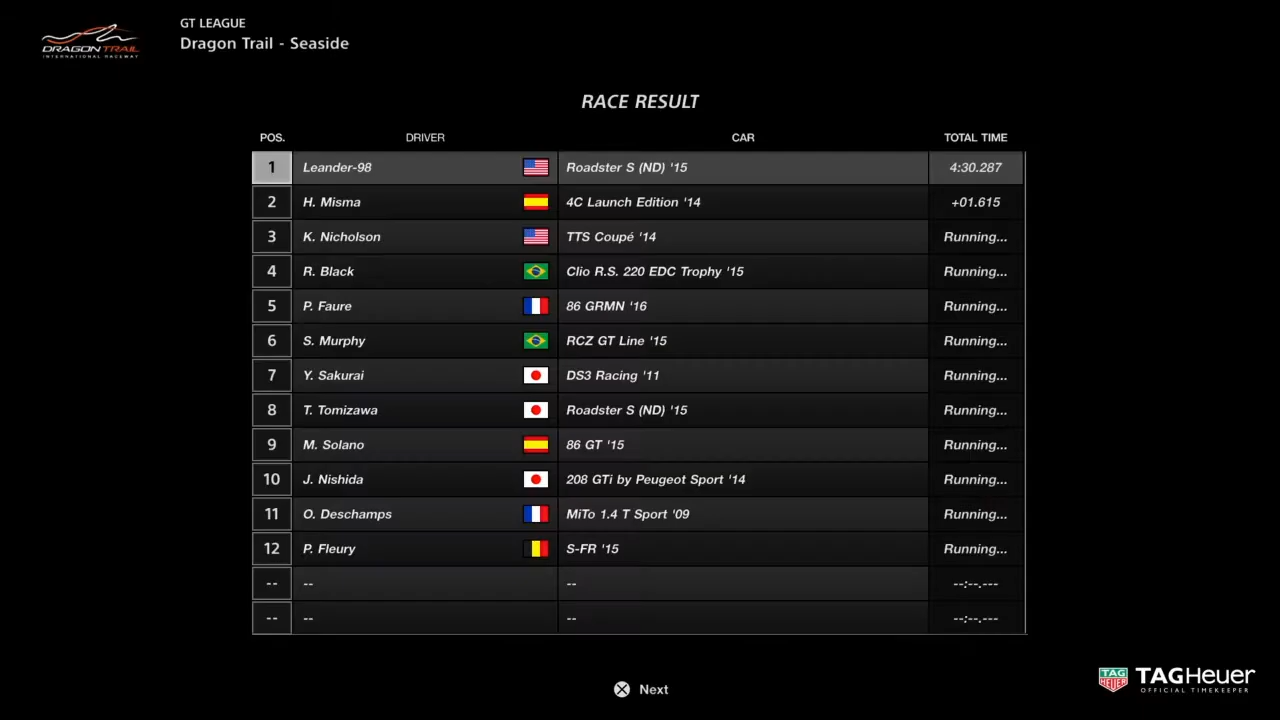 GT LEAGUE
Dragon Trail - Seaside
DRAGON TRAIL
INTERNATIONAL RACEWAY
RACE RESULT
POS. DRIVER CAR TOTAL TIME
1 Leander-98 Roadster S (ND) '15 4:30.287
2 H. Misma 4C Launch Edition '14 +01.615
3 K. Nicholson TTS Coupé '14 Running...
4 R. Black Clio R.S. 220 EDC Trophy '15 Running...
5 P. Faure 86 GRMN '16 Running...
6 S. Murphy RCZ GT Line '15 Running...
7 Y. Sakurai DS3 Racing '11 Running...
8 T. Tomizawa Roadster S (ND) '15 Running...
9 M. Solano 86 GT '15 Running...
10 J. Nishida 208 GTi by Peugeot Sport '14 Running...
11 O. Deschamps MiTo 1.4 T Sport '09 Running...
12 P. Fleury S-FR '15 Running...
-- -- -- --:--.---
-- -- -- --:--.---
Next
TAG HEUER TAGHeuer
OFFICIAL TIMEKEEPER